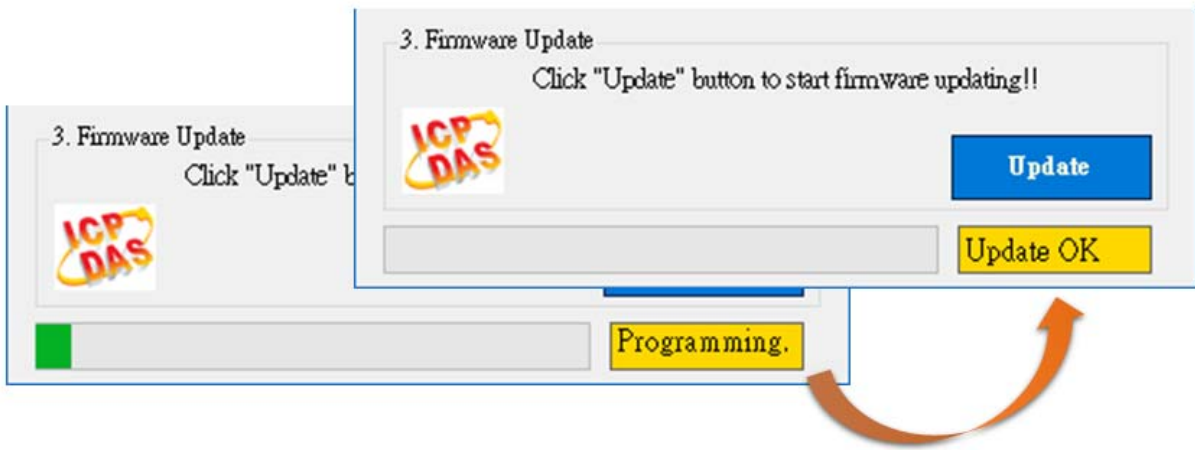 3. Firmware Update
Click "Update" button to start firmware updating!!
ICP
DAS
Update
Update OK
3. Firmware Update
Click "Update" b
ICP
DAS
Programming.